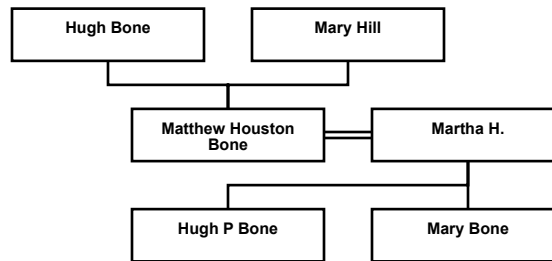 Hugh Bone
Mary Hill
Matthew Houston
Bone
Martha H.
Hugh P Bone
Mary Bone